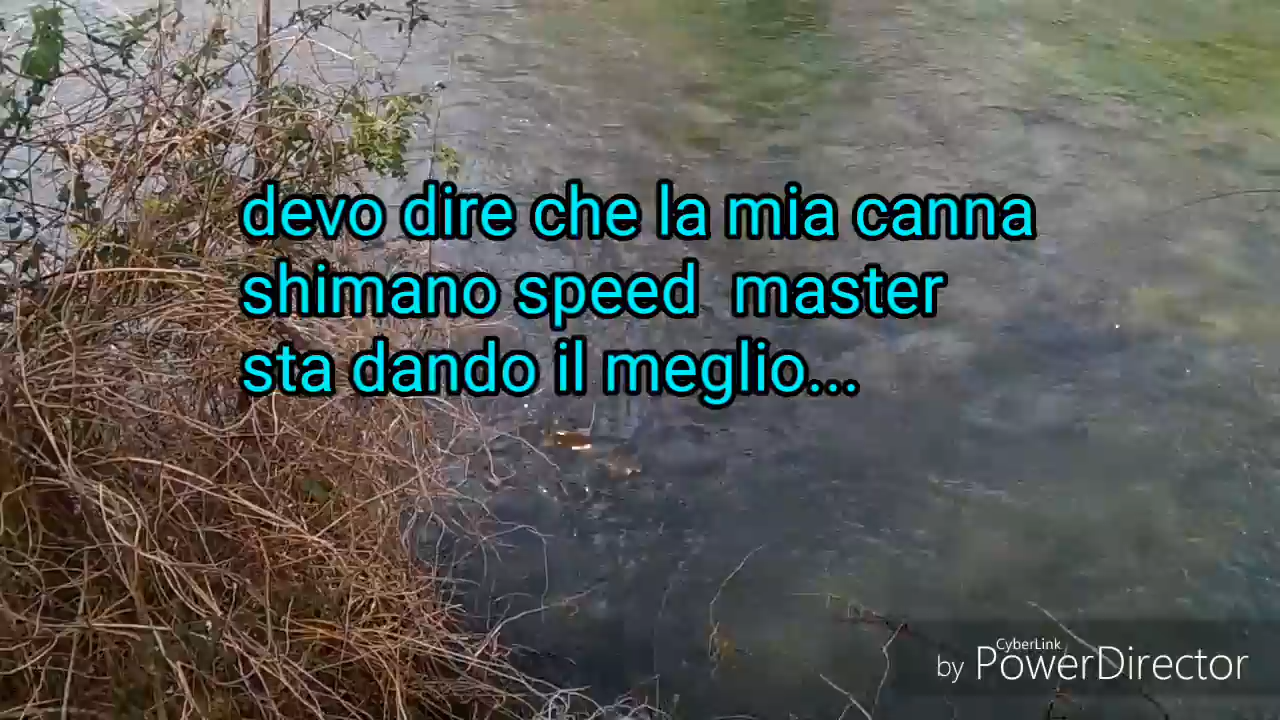 devo dire che la mia canna
shimano speed  master
sta dando il meglio...
CyberLink
by PowerDirector